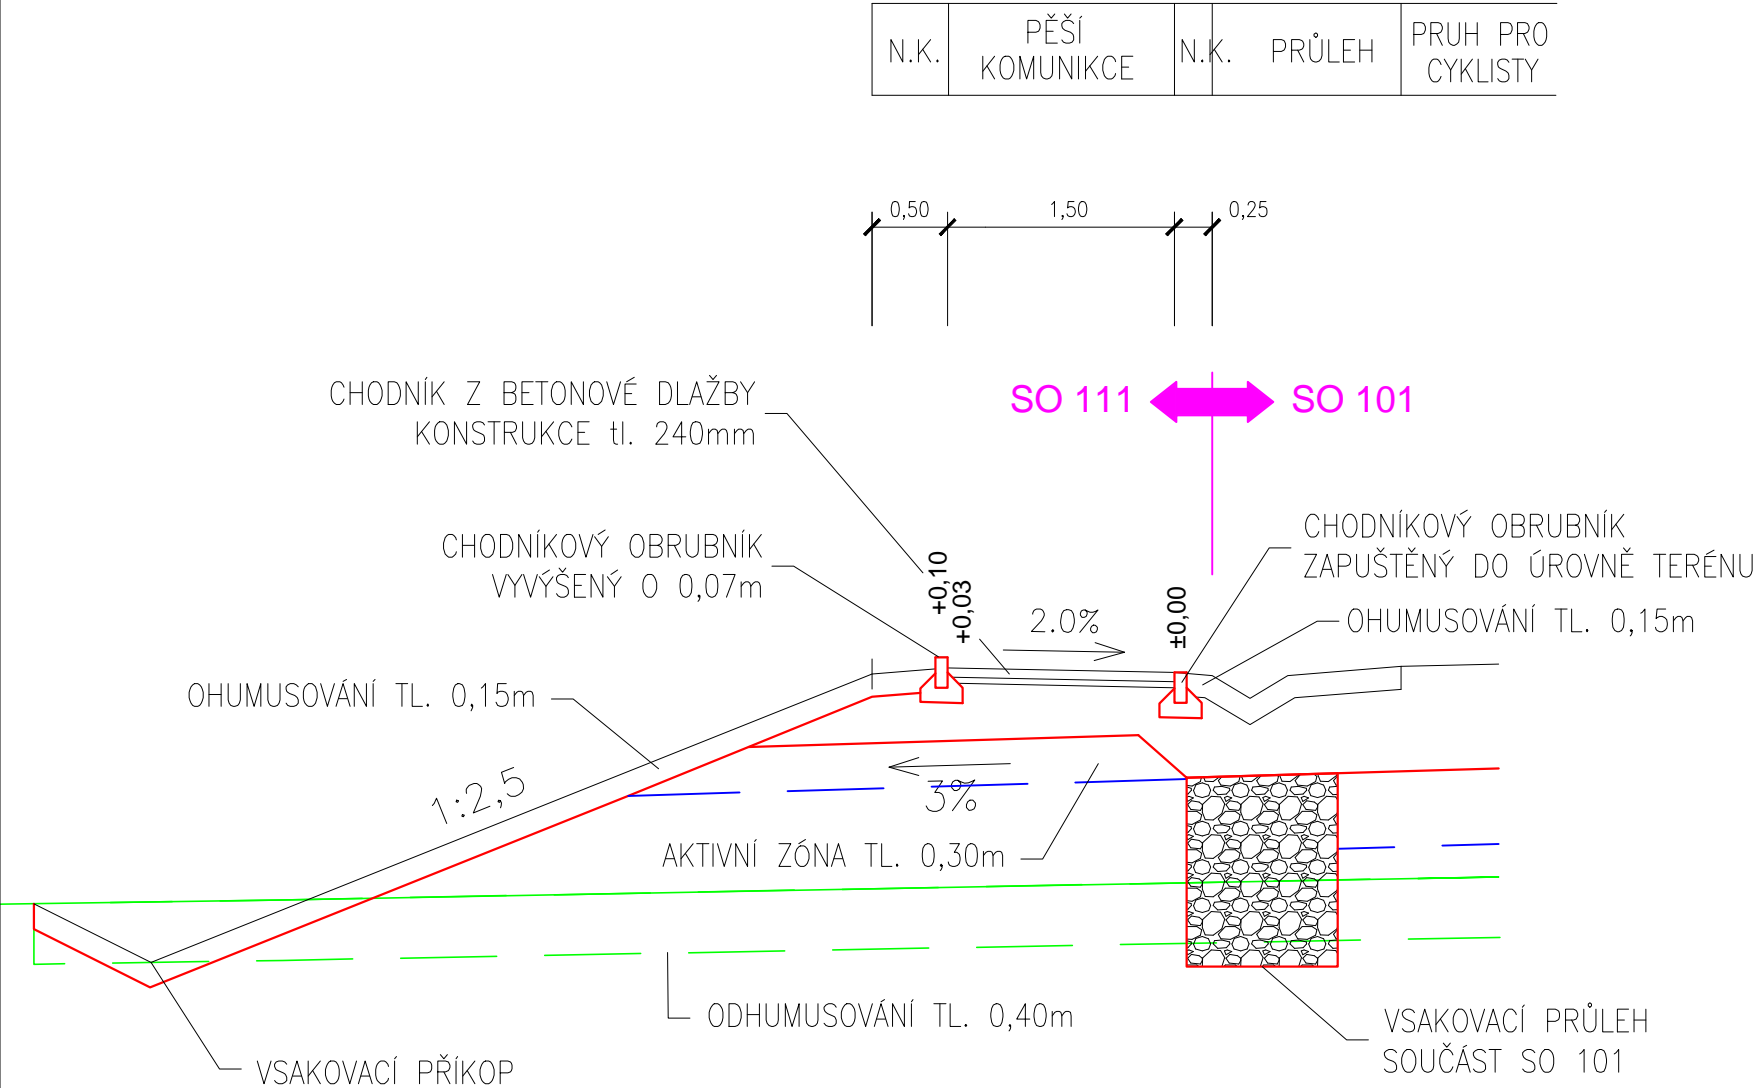 N.K.
PĚŠÍ
KOMUNIKCE
N.K.
PRŮLEH
PRUH PRO
CYKLISTY
0,50
1,50
0,25
CHODNÍK Z BETONOVÉ DLAŽBY
KONSTRUKCE tl. 240mm
SO 111
SO 101
CHODNÍKOVÝ OBRUBNÍK
VYVÝŠENÝ O 0,07m
+0,10
+0,03
2.0%
±0,00
CHODNÍKOVÝ OBRUBNÍK
ZAPUŠTĚNÝ DO ÚROVNĚ TERÉNU
OHUMUSOVÁNÍ TL. 0,15m
OHUMUSOVÁNÍ TL. 0,15m
1:2,5
3%
AKTIVNÍ ZÓNA TL. 0,30m
ODHUMUSOVÁNÍ TL. 0,40m
VSAKOVACÍ PŘÍKOP
VSAKOVACÍ PRŮLEH
SOUČÁST SO 101